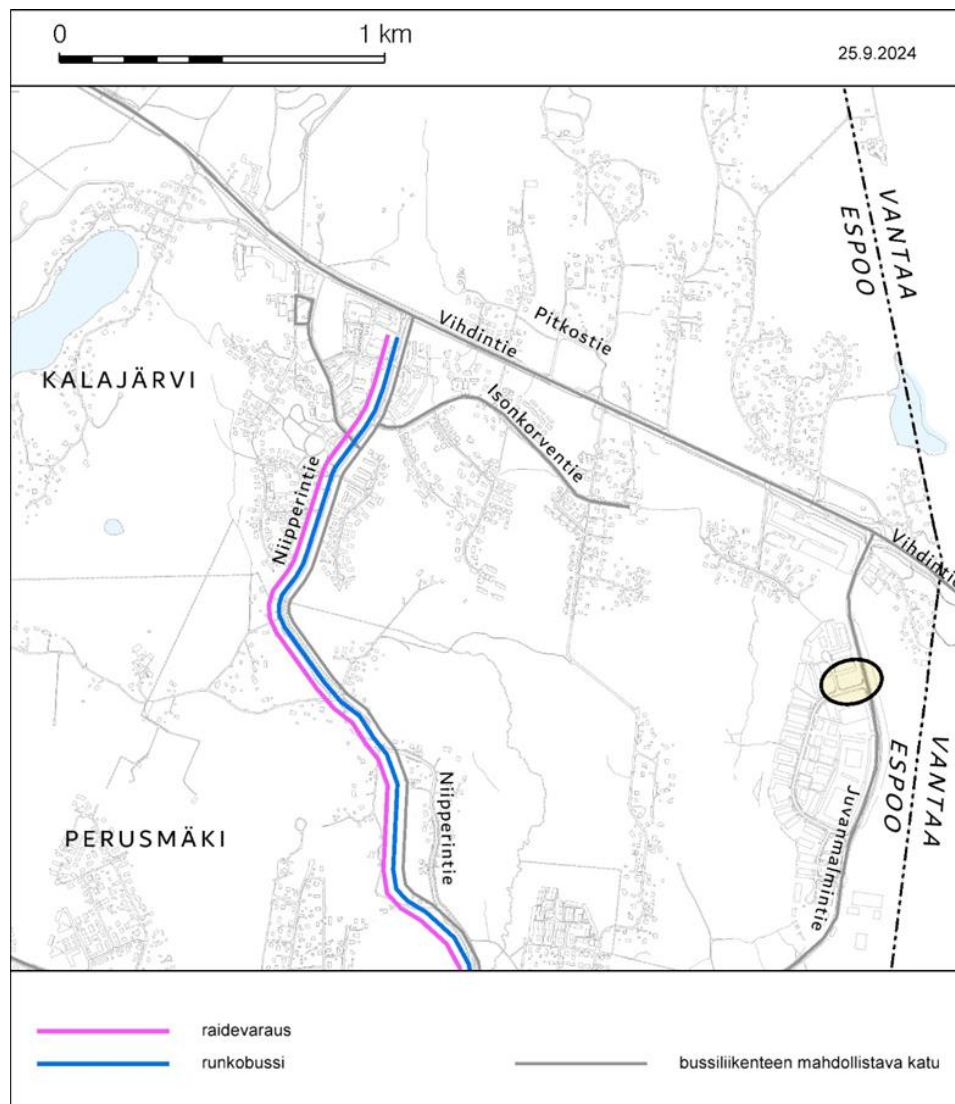 0 1 km
25.9.2024
VANTAA
ESPOO
Pitkostie
Vihdintie
KALAJÄRVI
Isonkorventie
Niipperintie
Vihdintie
ESPOO
VANTAA
Niipperintie
Juvanmalmintie
PERUSMÄKI
raidevaraus
runkobussi
bussiliikenteen mahdollistava katu